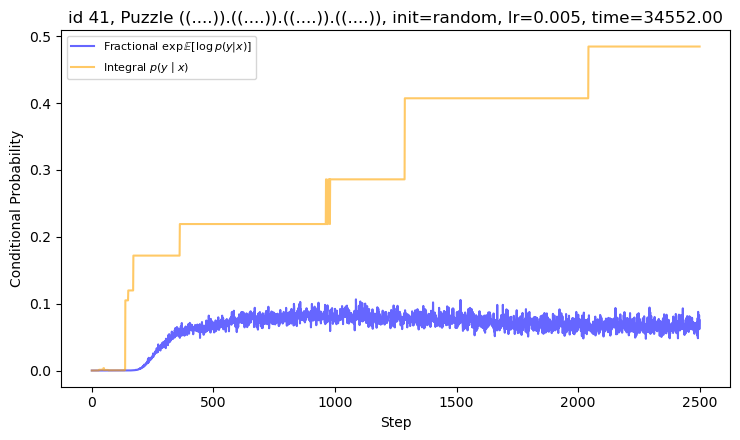 id 41, Puzzle ((....)).((....)).((....)).((....)), init=random, lr=0.005, time=34552.00
Fractional exp𝔼[log p(y|x)]
Integral p(y | x)
Conditional Probability
0.5
0.4
0.3
0.2
0.1
0.0
0
500
1000
1500
2000
2500
Step